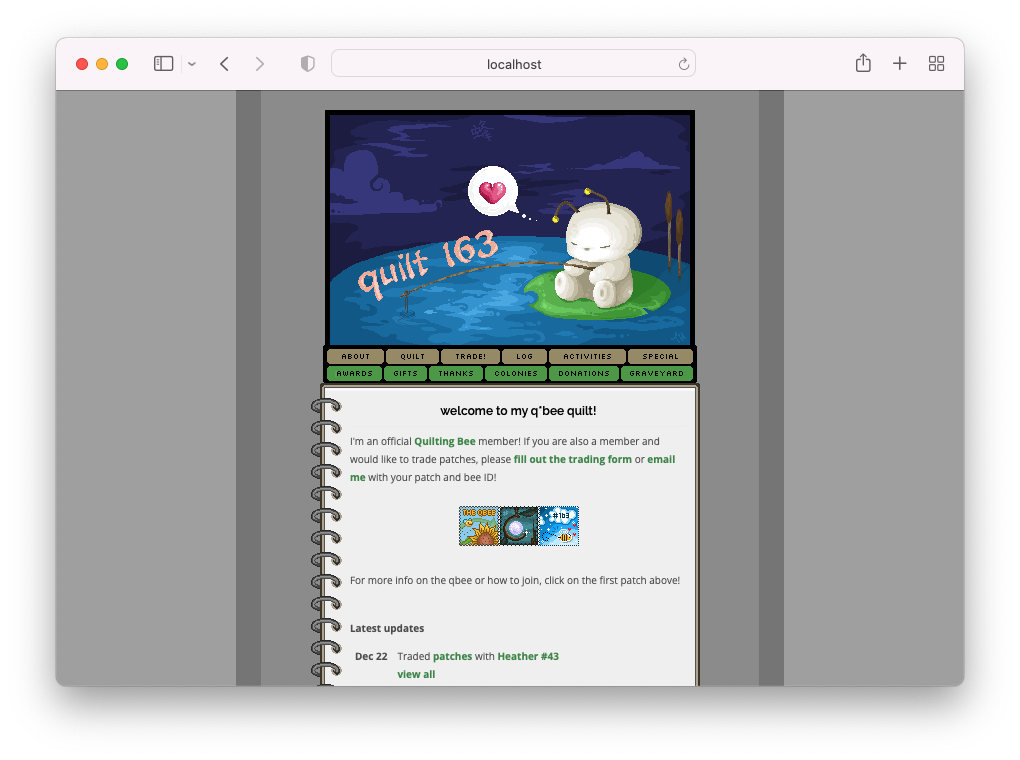 localhost
quilt 163
ABOUT QUILT TRADE! LOG ACTIVITIES SPECIAL
AWARDS GIFTS THANKS COLONIES DONATIONS GRAVEYARD
welcome to my q*bee quilt!
I'm an official Quilting Bee member! If you are also a member and
would like to trade patches, please fill out the trading form or email
me with your patch and bee ID!
THE QBEE
#163
For more info on the qbee or how to join, click on the first patch above!
Latest updates
Dec 22 Traded patches with Heather #43
view all